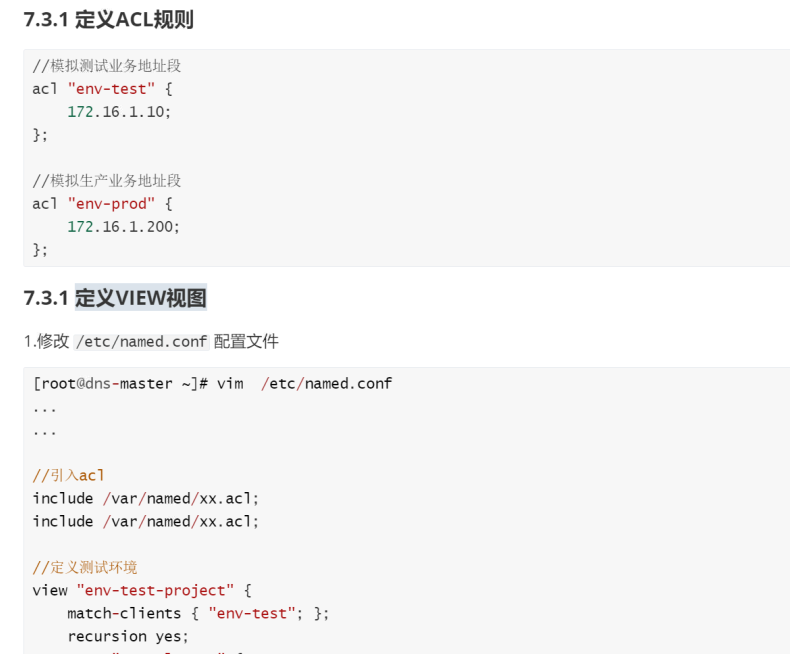 7.3.1 定义ACL规则
//模拟测试业务地址段
acl "env-test" {
    172.16.1.10;
};
//模拟生产业务地址段
acl "env-prod" {
    172.16.1.200;
};
7.3.1 定义VIEW视图
1.修改 /etc/named.conf 配置文件
[root@dns-master ~]# vim  /etc/named.conf
...
...
//引入acl
include /var/named/xx.acl;
include /var/named/xx.acl;
//定义测试环境
view "env-test-project" {
    match-clients { "env-test"; };
    recursion yes;